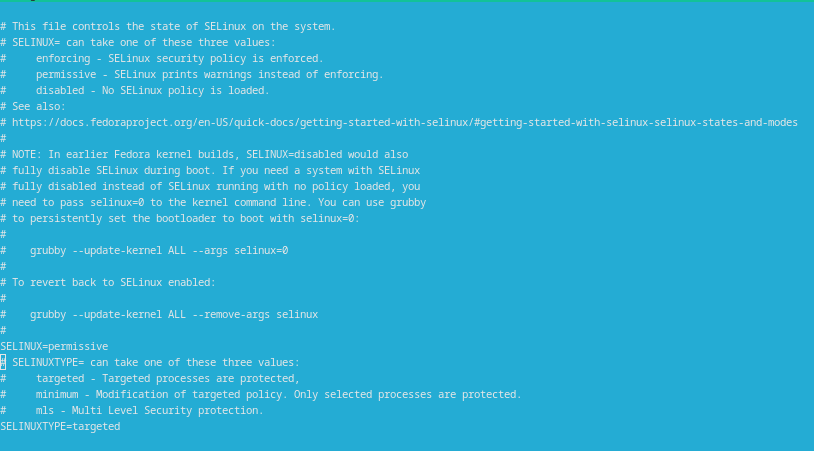 # This file controls the state of SELinux on the system.
# SELINUX= can take one of these three values:
#     enforcing - SELinux security policy is enforced.
#     permissive - SELinux prints warnings instead of enforcing.
#     disabled - No SELinux policy is loaded.
# See also:
# https://docs.fedoraproject.org/en-US/quick-docs/getting-started-with-selinux/#getting-started-with-selinux-selinux-states-and-modes
#
# NOTE: In earlier Fedora kernel builds, SELINUX=disabled would also
# fully disable SELinux during boot. If you need a system with SELinux
# fully disabled instead of SELinux running with no policy loaded, you
# need to pass selinux=0 to the kernel command line. You can use grubby
# to persistently set the bootloader to boot with selinux=0:
#
#    grubby --update-kernel ALL --args selinux=0
#
# To revert back to SELinux enabled:
#
#    grubby --update-kernel ALL --remove-args selinux
#
SELINUX=permissive
# SELINUXTYPE= can take one of these three values:
#     targeted - Targeted processes are protected,
#     minimum - Modification of targeted policy. Only selected processes are protected.
#     mls - Multi Level Security protection.
SELINUXTYPE=targeted